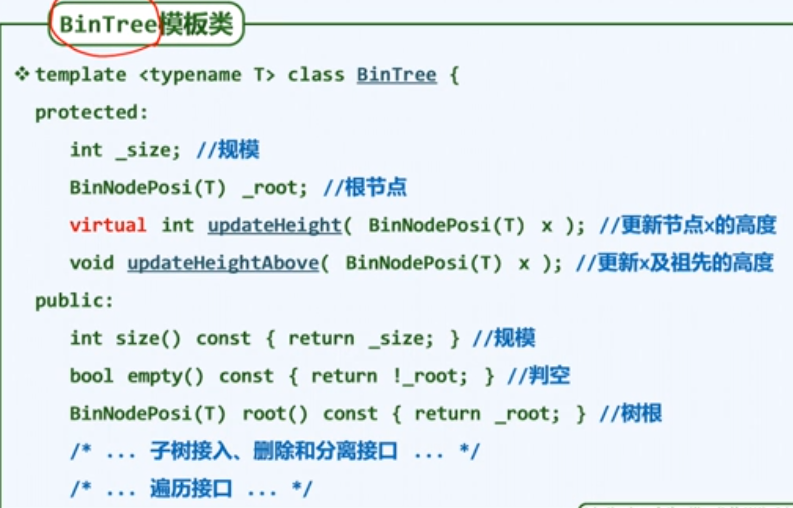 BinTree模板类
❖ template <typename T> class BinTree {
protected:
int _size; //规模
BinNodePosi(T) _root; //根节点
virtual int updateHeight( BinNodePosi(T) x ); //更新节点x的高度
void updateHeightAbove( BinNodePosi(T) x ); //更新x及祖先的高度
public:
int size() const { return _size; } //规模
bool empty() const { return !_root; } //判空
BinNodePosi(T) root() const { return _root; } //树根
/* ... 子树接入、删除和分离接口 ... */
/* ... 遍历接口 ... */